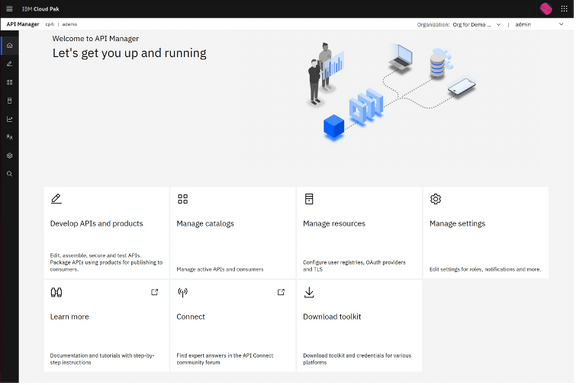 IBM Cloud Pak
API Manager
Organization: Org for Demo ...
admin
Welcome to API Manager
Let's get you up and running
Develop APIs and products
Edit, assemble, secure and test APIs.
Package APIs using products for publishing to
consumers.
Manage catalogs
Manage active APIs and consumers
Manage resources
Configure user registries, OAuth providers
and TLS
Manage settings
Edit settings for roles, notifications and more.
Learn more
Documentation and tutorials with step-by-
step instructions
Connect
Find expert answers in the API Connect
community forum
Download toolkit
Download toolkit and credentials for various
platforms